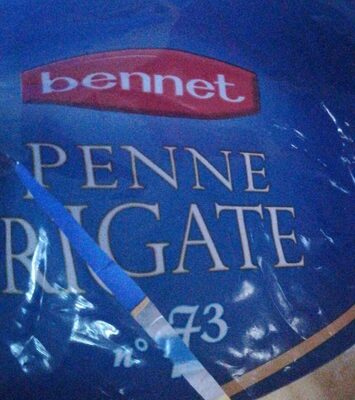 bennet
PENNE
RIGATE
n° 73